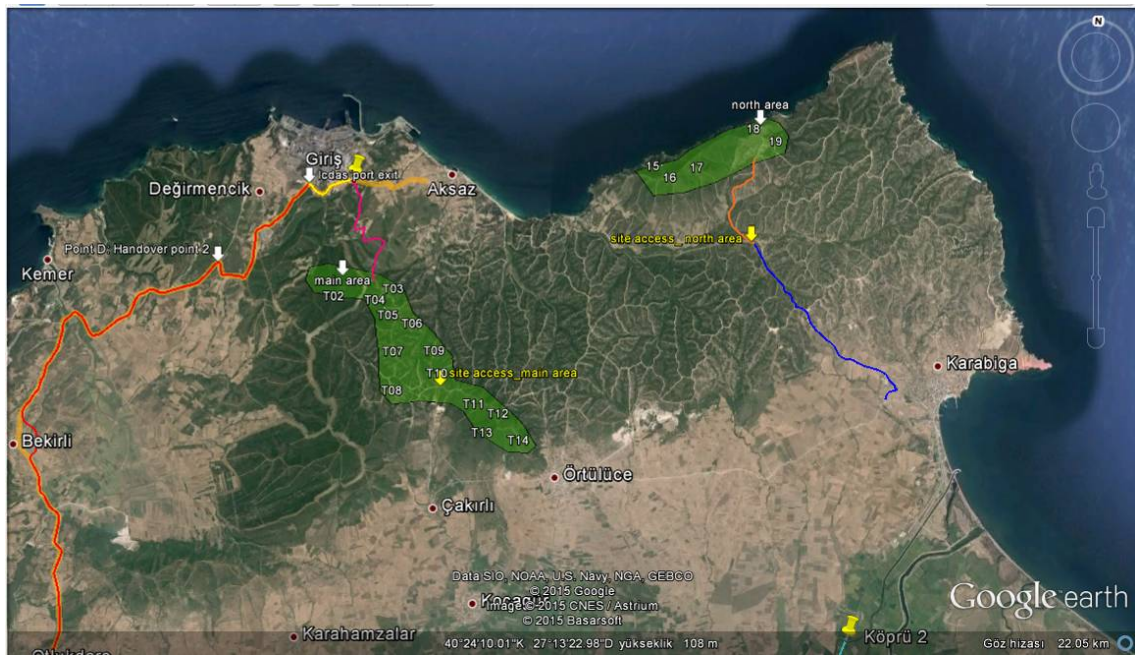 N
north area
18
19
15
17
16
Giriş
Icdas port exit
Değirmencik
Aksaz
Point D: Handover point 2
site access_ north area
Kemer
main area
T03
T02
T04
T05
T06
T07
T09
T10
site access_main area
Karabiga
T08
T11
T12
T13
T14
Bekirli
Örtülüce
Çakırlı
Data SIO, NOAA, U.S. Navy, NGA, GEBCO
© 2015 Google
Image © 2015 CNES / Astrium
© 2015 Basarsoft
Google earth
Karahamzalar
Köprü 2
40°24'10.01"K 27°13'22.98"D yükseklik 108 m
Göz hizası 22.05 km